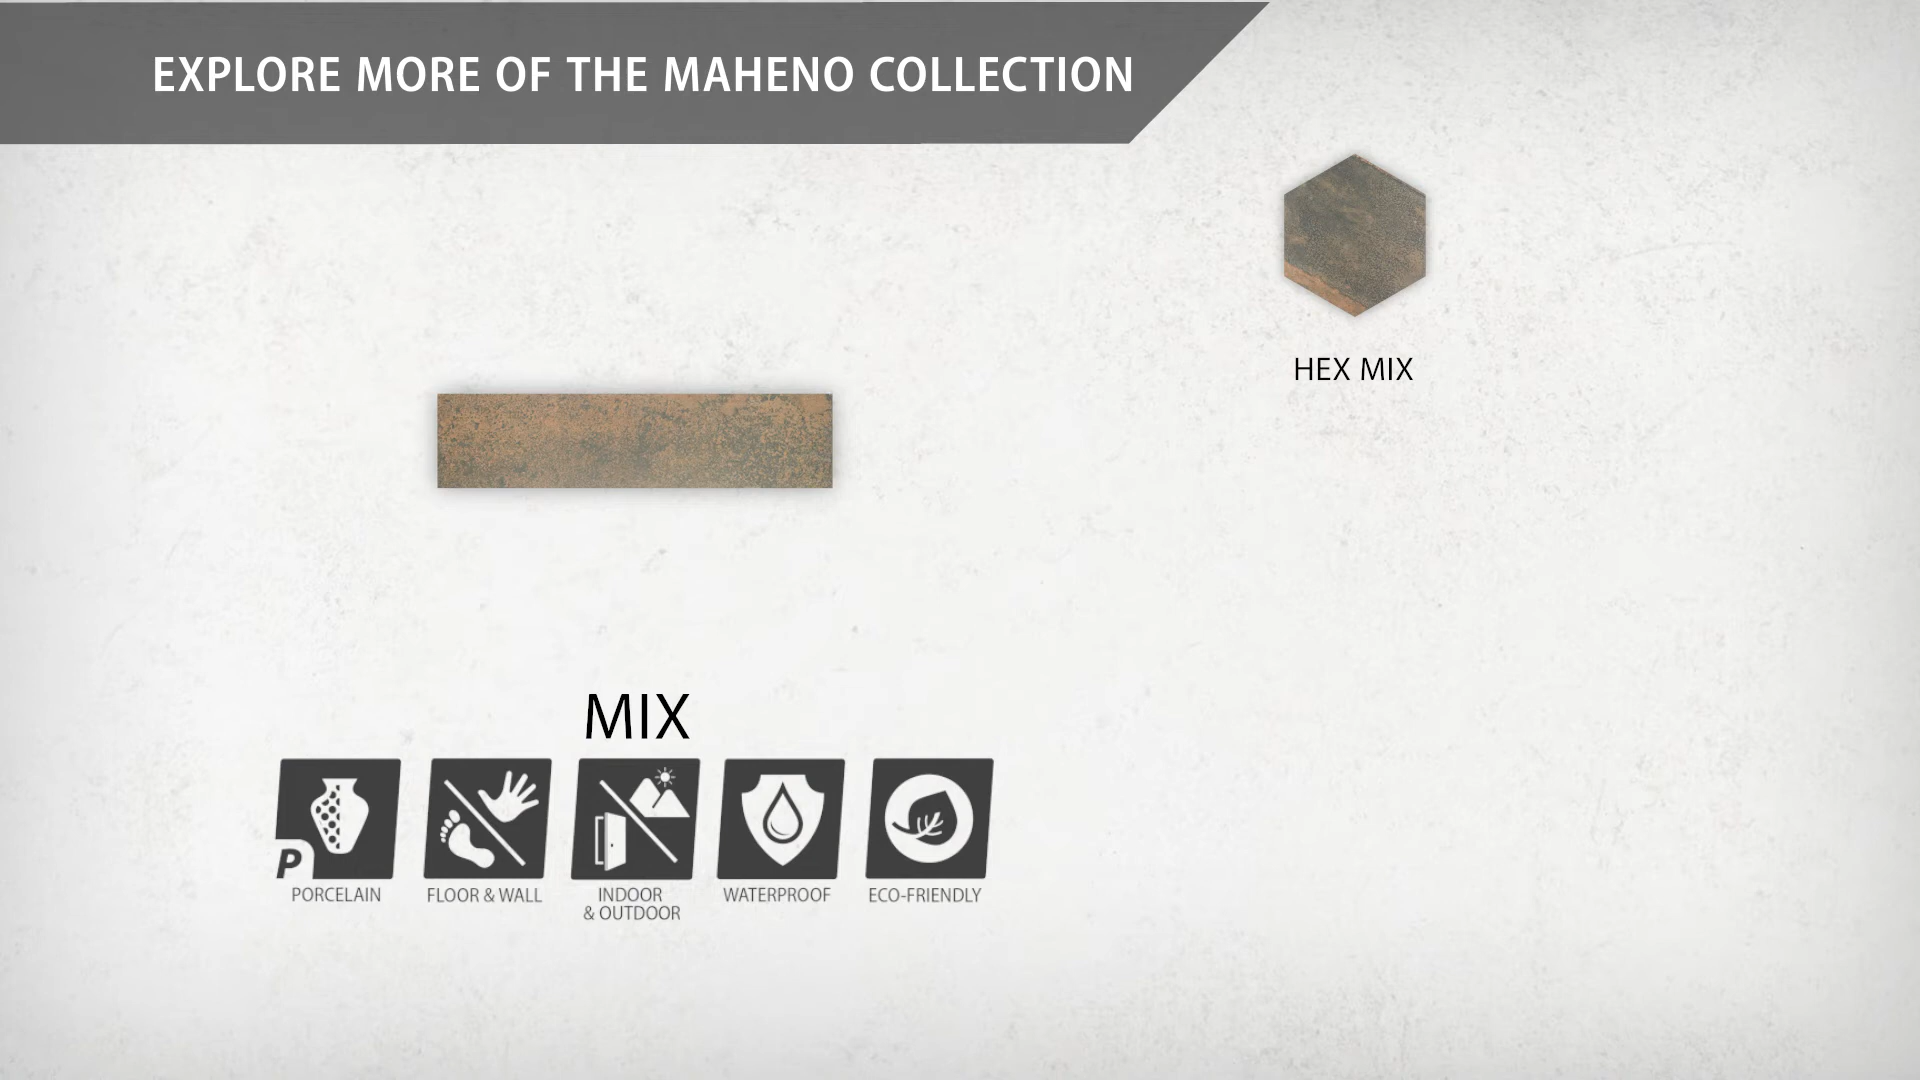 EXPLORE MORE OF THE MAHENO COLLECTION
HEX MIX
MIX
P
PORCELAIN
FLOOR & WALL
INDOOR
& OUTDOOR
WATERPROOF
ECO-FRIENDLY